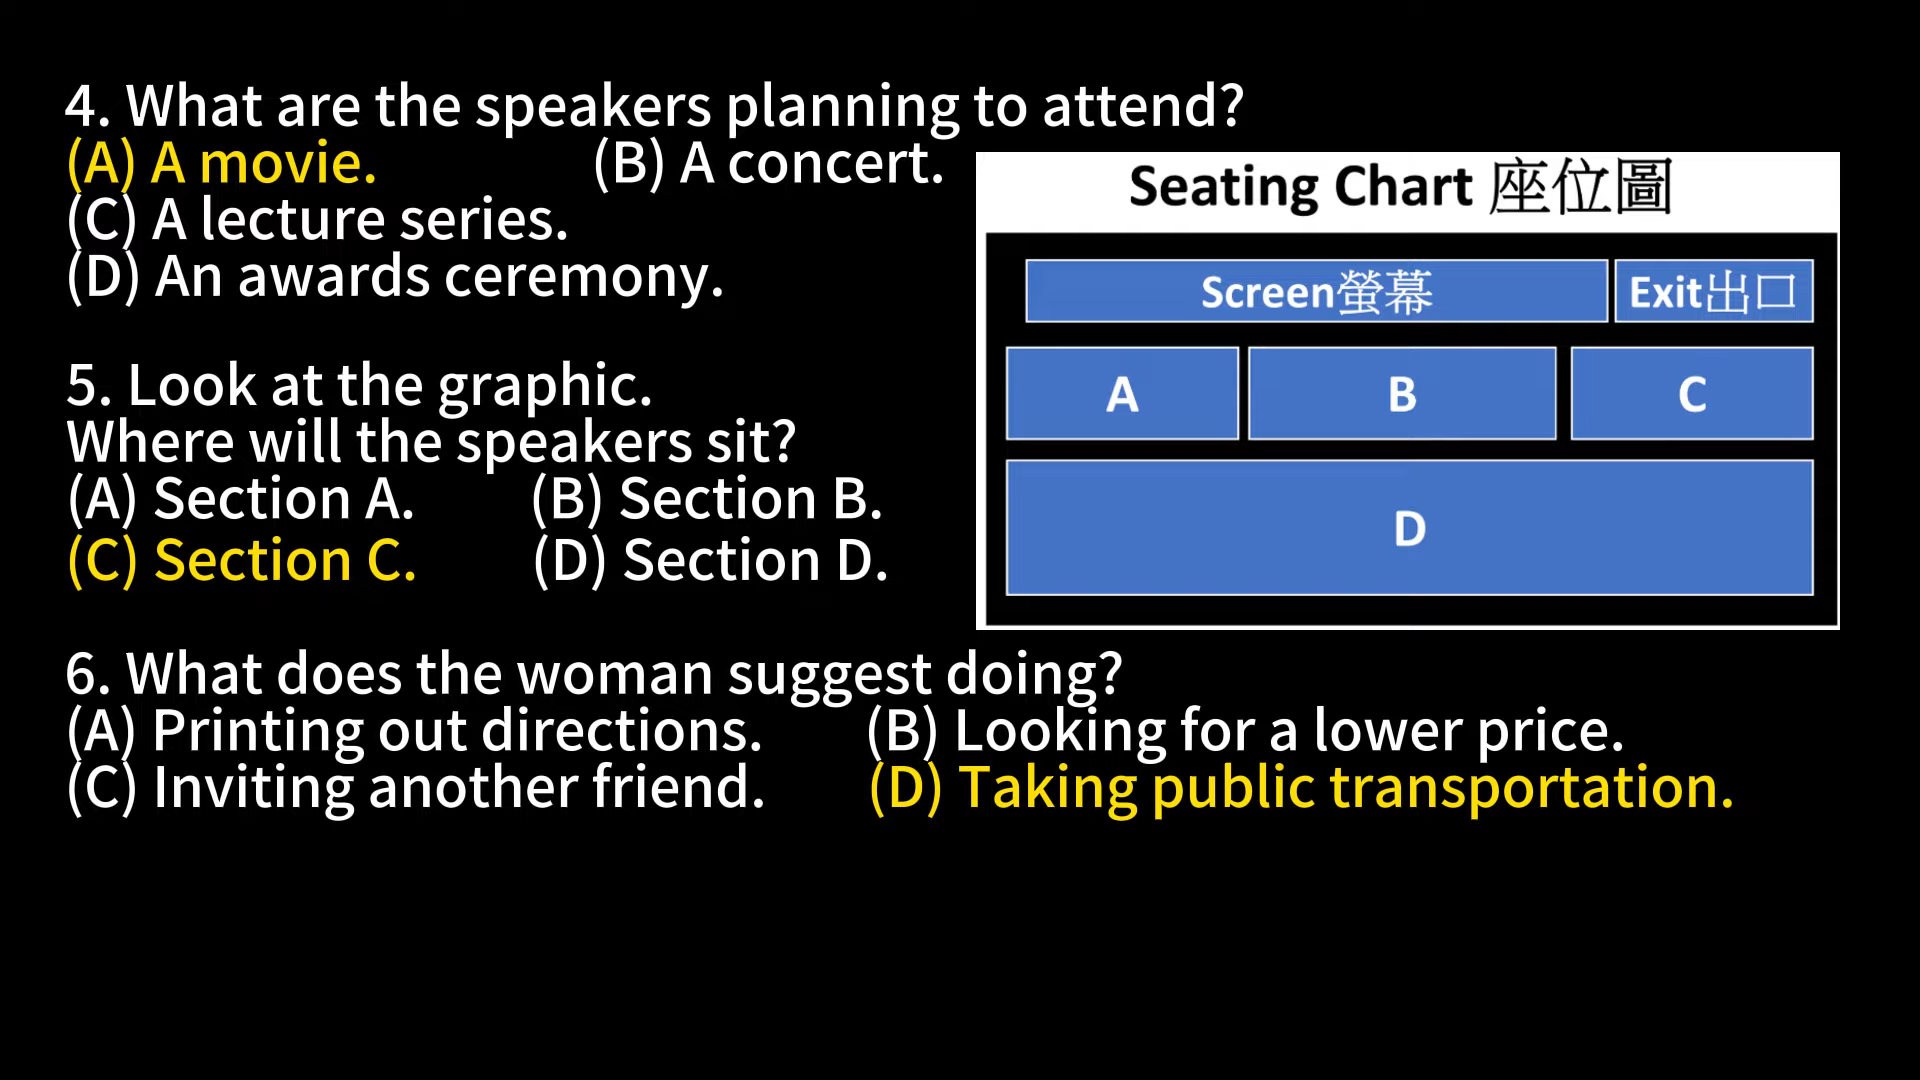 4. What are the speakers planning to attend?
(A) A movie. (B) A concert.
(C) A lecture series.
(D) An awards ceremony.
5. Look at the graphic.
Where will the speakers sit?
(A) Section A. (B) Section B.
(C) Section C. (D) Section D.
Seating Chart 座位圖
Screen螢幕 Exit出口
A B C
D
6. What does the woman suggest doing?
(A) Printing out directions. (B) Looking for a lower price.
(C) Inviting another friend. (D) Taking public transportation.